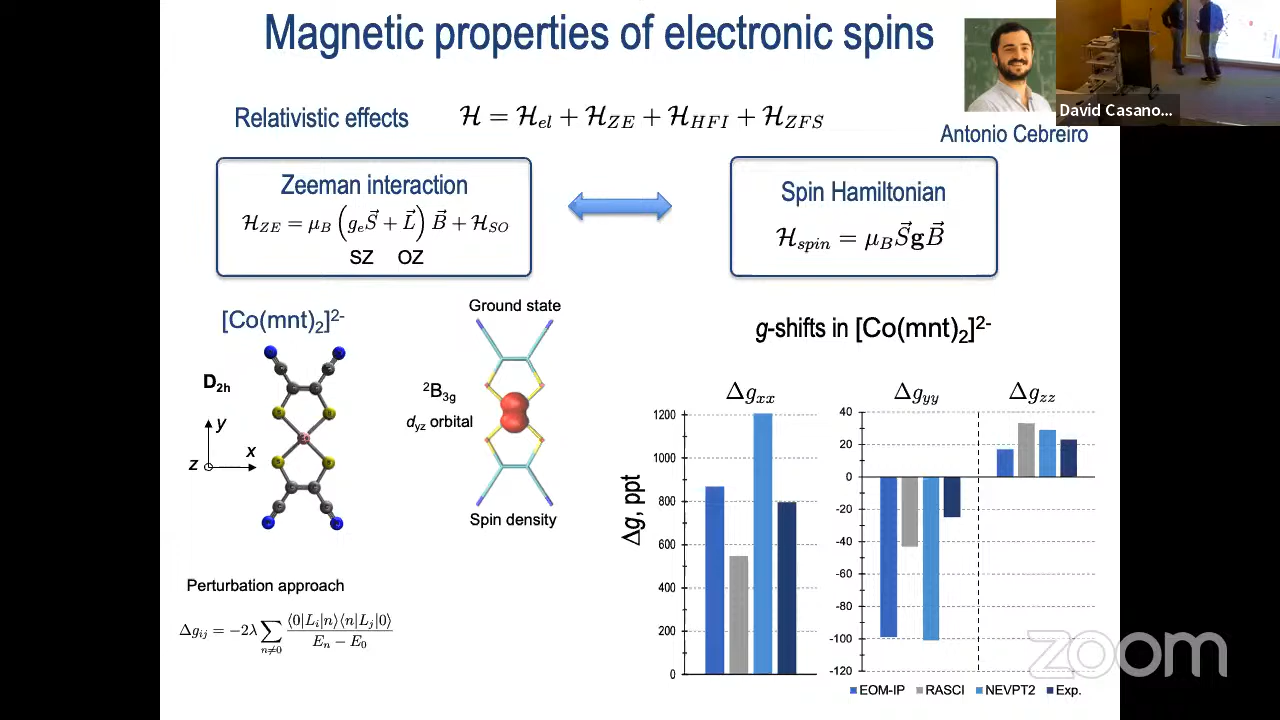 Magnetic properties of electronic spins
David Casano...
Antonio Cebreiro
Relativistic effects
ℋ = ℋ_el + ℋ_ZE + ℋ_HFI + ℋ_ZFS
Zeeman interaction
ℋ_ZE = μ_B (g_e S⃗ + L⃗) B⃗ + ℋ_SO
SZ OZ
Spin Hamiltonian
ℋ_spin = μ_B S⃗ g B⃗
[Co(mnt)₂]²⁻
D₂ₕ
y
x
z
Ground state
²B₃g
d_yz orbital
Spin density
Perturbation approach
Δg_ij = −2λ ∑_{n≠0} ⟨0|L_i|n⟩⟨n|L_j|0⟩ / (E_n − E_0)
g-shifts in [Co(mnt)₂]²⁻
Δg_xx
Δg_yy
Δg_zz
Δg, ppt
1200
1000
800
600
400
200
0
40
20
0
-20
-40
-60
-80
-100
-120
EOM-IP RASCI NEVPT2 Exp.
zoom